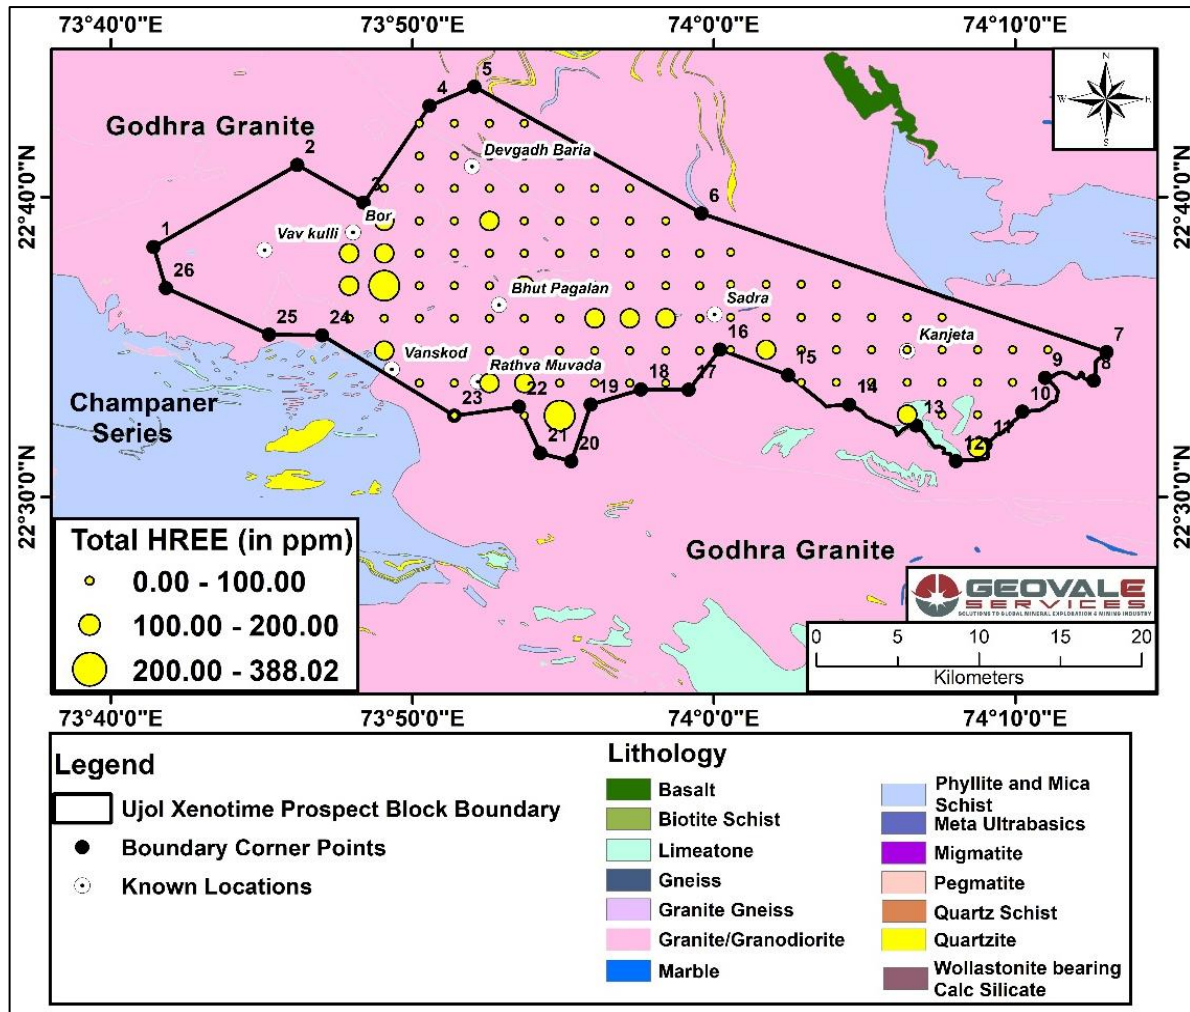 73°40'0"E 73°50'0"E 74°0'0"E 74°10'0"E
N
W E
S
5
4
Godhra Granite
2
Devgadh Baria
22°40'0"N
22°40'0"N
3
6
Bor
1
Vav kulli
26
Bhut Pagalan
Sadra
25 24
16
Kanjeta
7
Vanskod
9
8
15
Rathva Muvada
18
17
19
14
10
22
23
13
Champaner
Series
11
21
20
12
22°30'0"N
22°30'0"N
Total HREE (in ppm)
0.00 - 100.00
100.00 - 200.00
200.00 - 388.02
Godhra Granite
GEOVALE
SERVICES
SOLUTIONS TO GLOBAL MINERAL EXPLORATION & MINING INDUSTRY
0 5 10 15 20
Kilometers
73°40'0"E 73°50'0"E 74°0'0"E 74°10'0"E
Legend
Ujol Xenotime Prospect Block Boundary
Boundary Corner Points
Known Locations
Lithology
Basalt
Biotite Schist
Limeatone
Gneiss
Granite Gneiss
Granite/Granodiorite
Marble
Phyllite and Mica
Schist
Meta Ultrabasics
Migmatite
Pegmatite
Quartz Schist
Quartzite
Wollastonite bearing
Calc Silicate